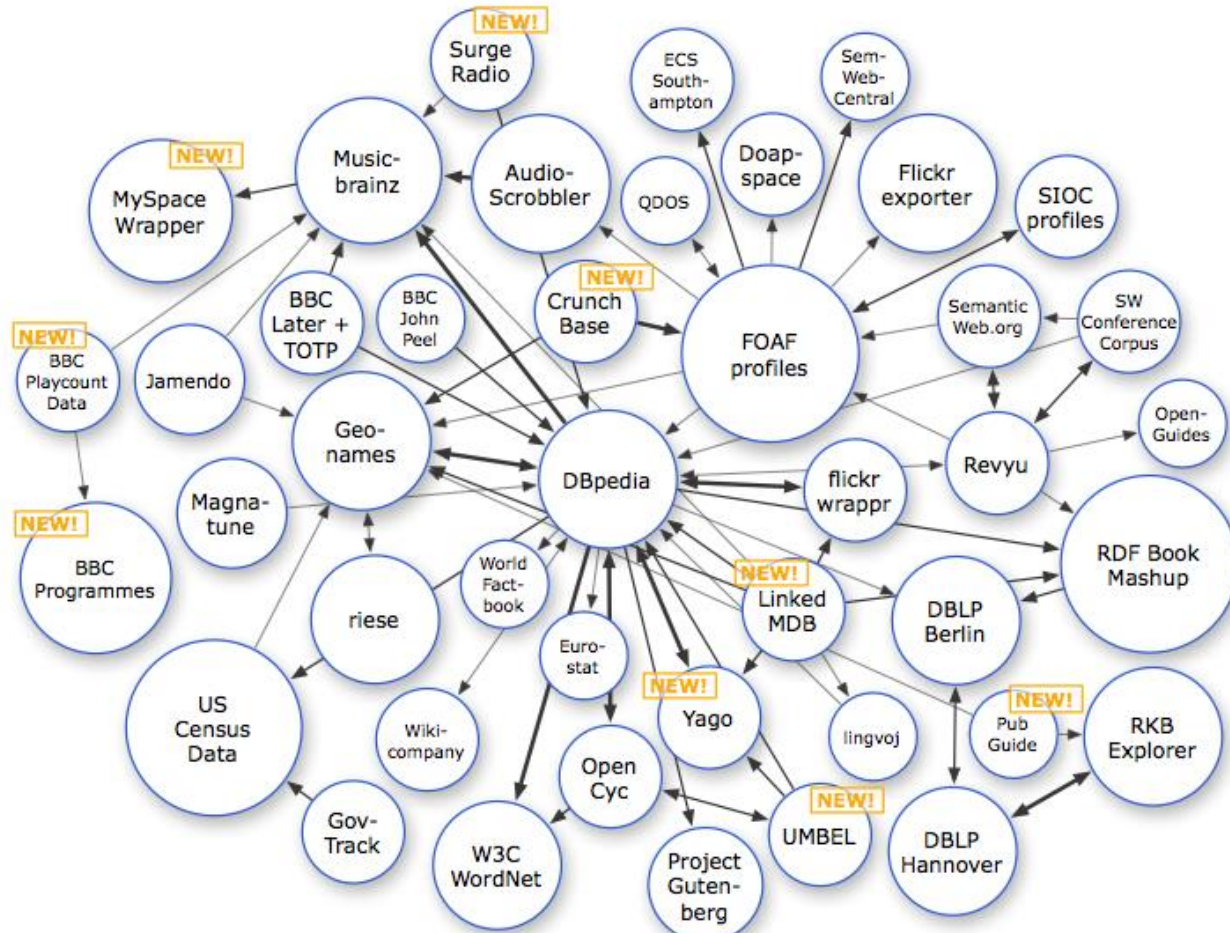 NEW!
Surge
Radio
ECS
South-
ampton
Sem-
Web-
Central
NEW!
MySpace
Wrapper
Music-
brainz
Audio-
Scrobbler
QDOS
Doap-
space
Flickr
exporter
SIOC
profiles
NEW!
BBC
Playcount
Data
Jamendo
BBC
Later +
TOTP
BBC
John
Peel
NEW!
Crunch
Base
FOAF
profiles
Semantic
Web.org
SW
Conference
Corpus
Geo-
names
DBpedia
Revyu
Open-
Guides
Magna-
tune
flickr
wrappr
NEW!
BBC
Programmes
riese
World
Fact-
book
NEW!
Linked
MDB
DBLP
Berlin
RDF Book
Mashup
US
Census
Data
Euro-
stat
NEW!
Yago
lingvoj
NEW!
Pub
Guide
RKB
Explorer
Wiki-
company
Open
Cyc
NEW!
UMBEL
Gov-
Track
W3C
WordNet
Project
Guten-
berg
DBLP
Hannover